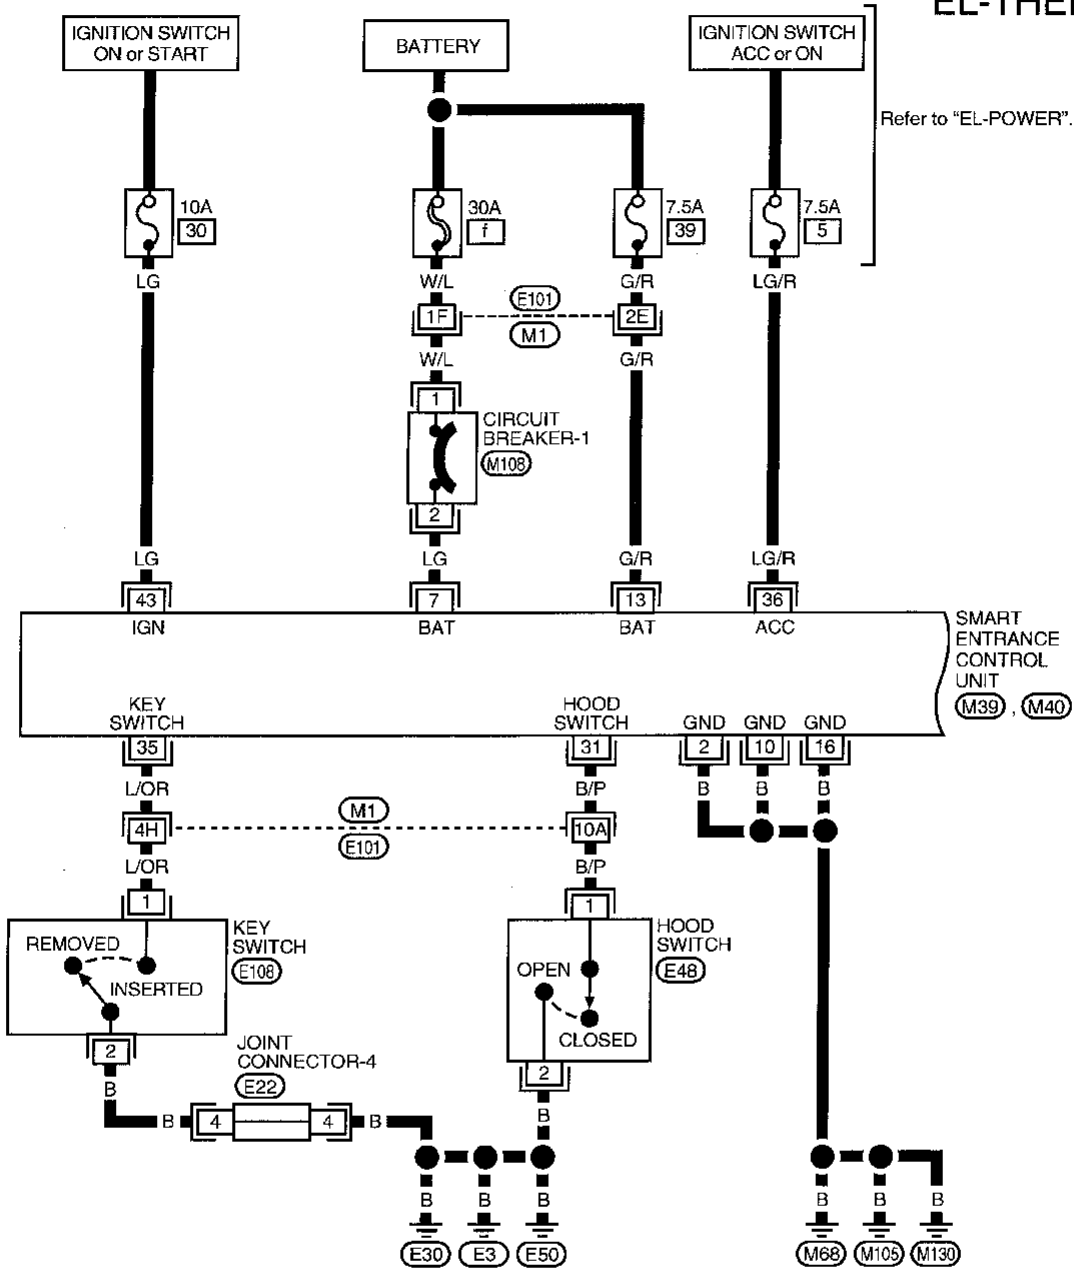 EL-THE
IGNITION SWITCH
ON or START
BATTERY
IGNITION SWITCH
ACC or ON
Refer to “EL-POWER”.
10A
30
30A
f
7.5A
39
7.5A
5
LG
W/L
G/R
LG/R
1F
E101
M1
2E
W/L
G/R
1
CIRCUIT
BREAKER-1
M108
2
LG
LG
G/R
LG/R
43
7
13
36
IGN
BAT
BAT
ACC
SMART
ENTRANCE
CONTROL
UNIT
M39 , M40
KEY
SWITCH
HOOD
SWITCH
GND
GND
GND
35
31
2
10
16
L/OR
B/P
B
B
B
4H
M1
E101
10A
L/OR
B/P
1
1
KEY
SWITCH
E108
REMOVED
INSERTED
HOOD
SWITCH
E48
OPEN
CLOSED
2
2
JOINT
CONNECTOR-4
E22
B
B
B
4
4
B
B
B
B
B
B
B
E30
E3
E50
M68
M105
M130